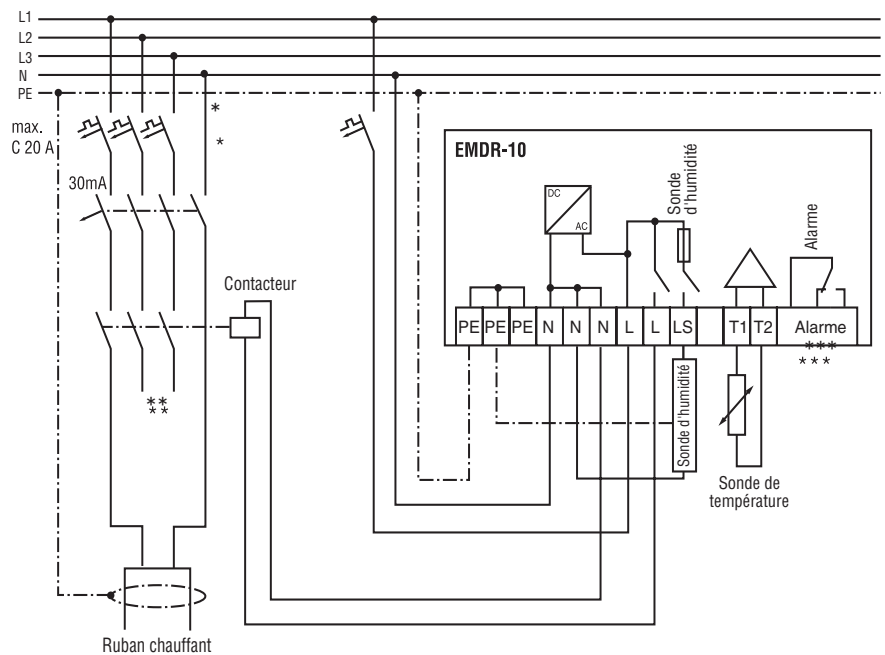 L1
L2
L3
N
PE
*
*
max.
C 20 A
30mA
EMDR-10
DC
AC
Sonde
d'humidité
Alarme
Contacteur
PE PE PE N N N L L LS T1 T2 Alarme
***
***
**
**
Sonde d'humidité
Sonde de
température
Ruban chauffant